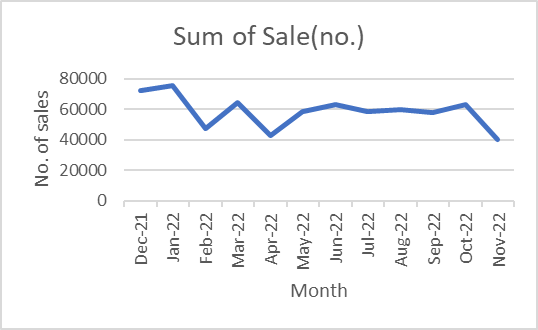 Sum of Sale(no.)
No. of sales
80000
60000
40000
20000
0
Dec-21
Jan-22
Feb-22
Mar-22
Apr-22
May-22
Jun-22
Jul-22
Aug-22
Sep-22
Oct-22
Nov-22
Month